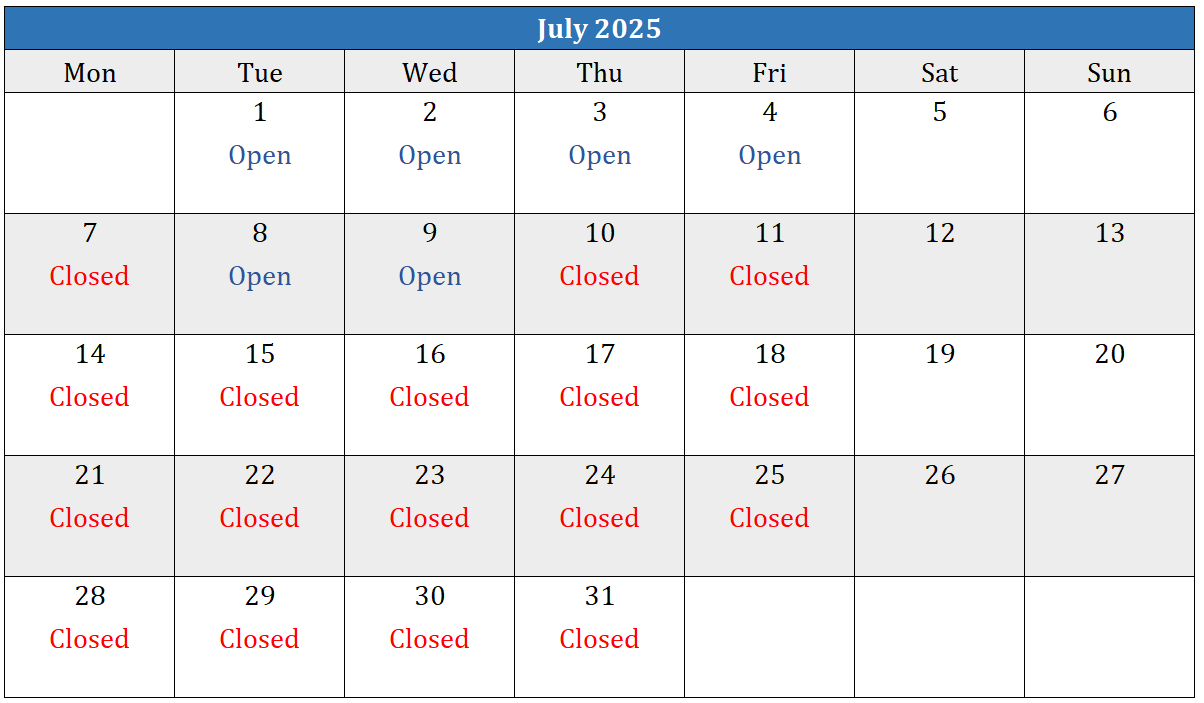 July 2025
Mon Tue Wed Thu Fri Sat Sun
1 2 3 4 5 6
Open Open Open Open
7 8 9 10 11 12 13
Closed Open Open Closed Closed
14 15 16 17 18 19 20
Closed Closed Closed Closed Closed
21 22 23 24 25 26 27
Closed Closed Closed Closed Closed
28 29 30 31
Closed Closed Closed Closed